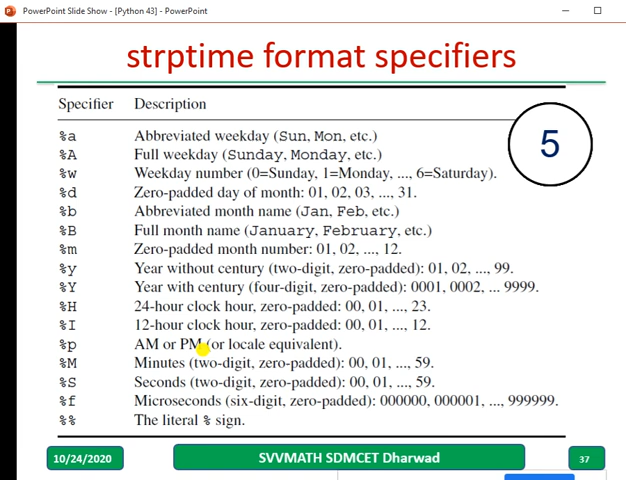 PowerPoint Slide Show - [Python 43] - PowerPoint
strptime format specifiers
Specifier Description
%a Abbreviated weekday (Sun, Mon, etc.)
%A Full weekday (Sunday, Monday, etc.)
%w Weekday number (0=Sunday, 1=Monday, ..., 6=Saturday).
%d Zero-padded day of month: 01, 02, 03, ..., 31.
%b Abbreviated month name (Jan, Feb, etc.)
%B Full month name (January, February, etc.)
%m Zero-padded month number: 01, 02, ..., 12.
%y Year without century (two-digit, zero-padded): 01, 02, ..., 99.
%Y Year with century (four-digit, zero-padded): 0001, 0002, ... 9999.
%H 24-hour clock hour, zero-padded: 00, 01, ..., 23.
%I 12-hour clock hour, zero-padded: 00, 01, ..., 12.
%p AM or PM (or locale equivalent).
%M Minutes (two-digit, zero-padded): 00, 01, ..., 59.
%S Seconds (two-digit, zero-padded): 00, 01, ..., 59.
%f Microseconds (six-digit, zero-padded): 000000, 000001, ..., 999999.
%% The literal % sign.
5
10/24/2020 SVVMATH SDMCET Dharwad 37